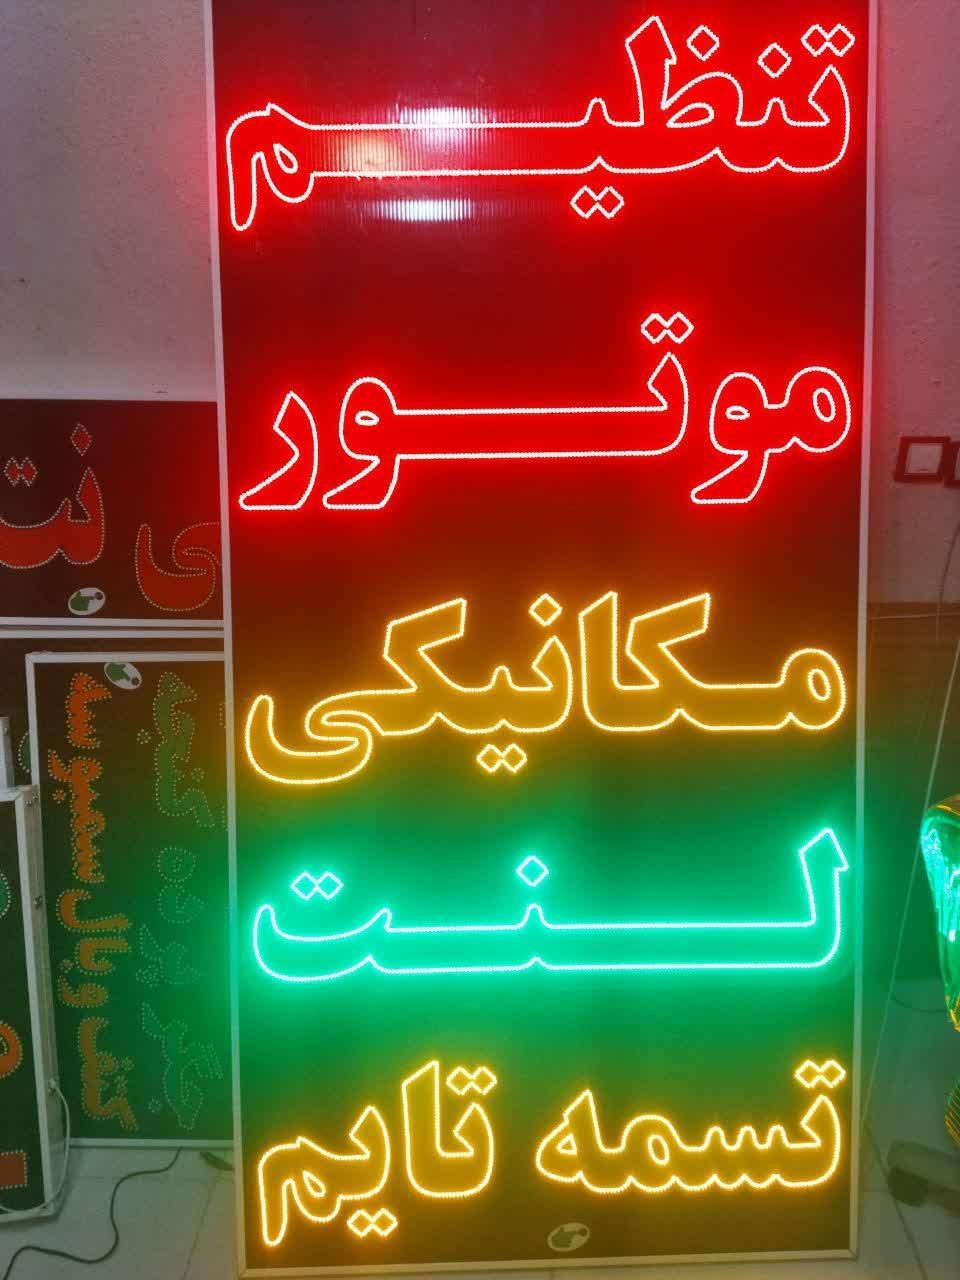 تنظیم
موتور
مکانیکی
لنت
تسمه تایم